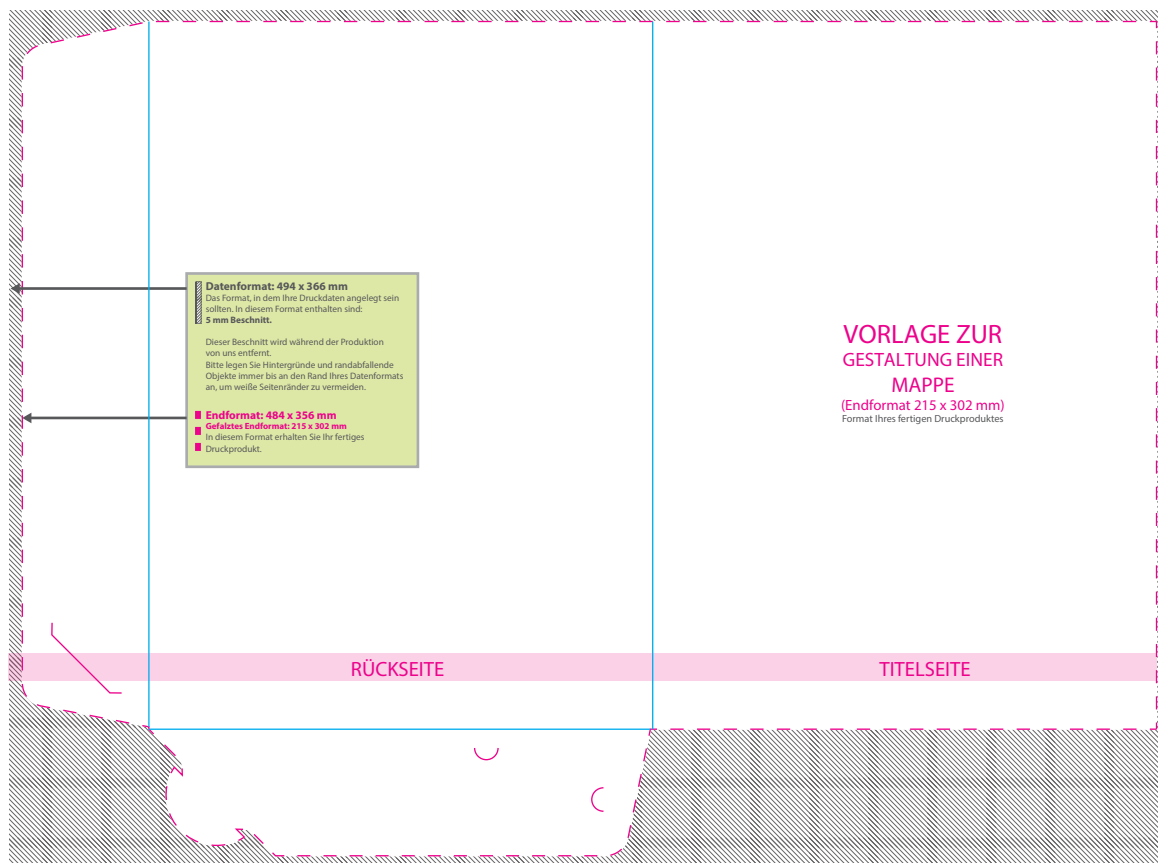 Datenformat: 494 x 366 mm
Das Format, in dem Ihre Druckdaten angelegt sein
sollten. In diesem Format enthalten sind:
5 mm Beschnitt.
Dieser Beschnitt wird während der Produktion
von uns entfernt.
Bitte legen Sie Hintergründe und randabfallende
Objekte immer bis an den Rand Ihres Datenformats
an, um weiße Seitenränder zu vermeiden.
Endformat: 484 x 356 mm
Gefalztes Endformat: 215 x 302 mm
In diesem Format erhalten Sie Ihr fertiges
Druckprodukt.
VORLAGE ZUR
GESTALTUNG EINER
MAPPE
(Endformat 215 x 302 mm)
Format Ihres fertigen Druckproduktes
RÜCKSEITE
TITELSEITE